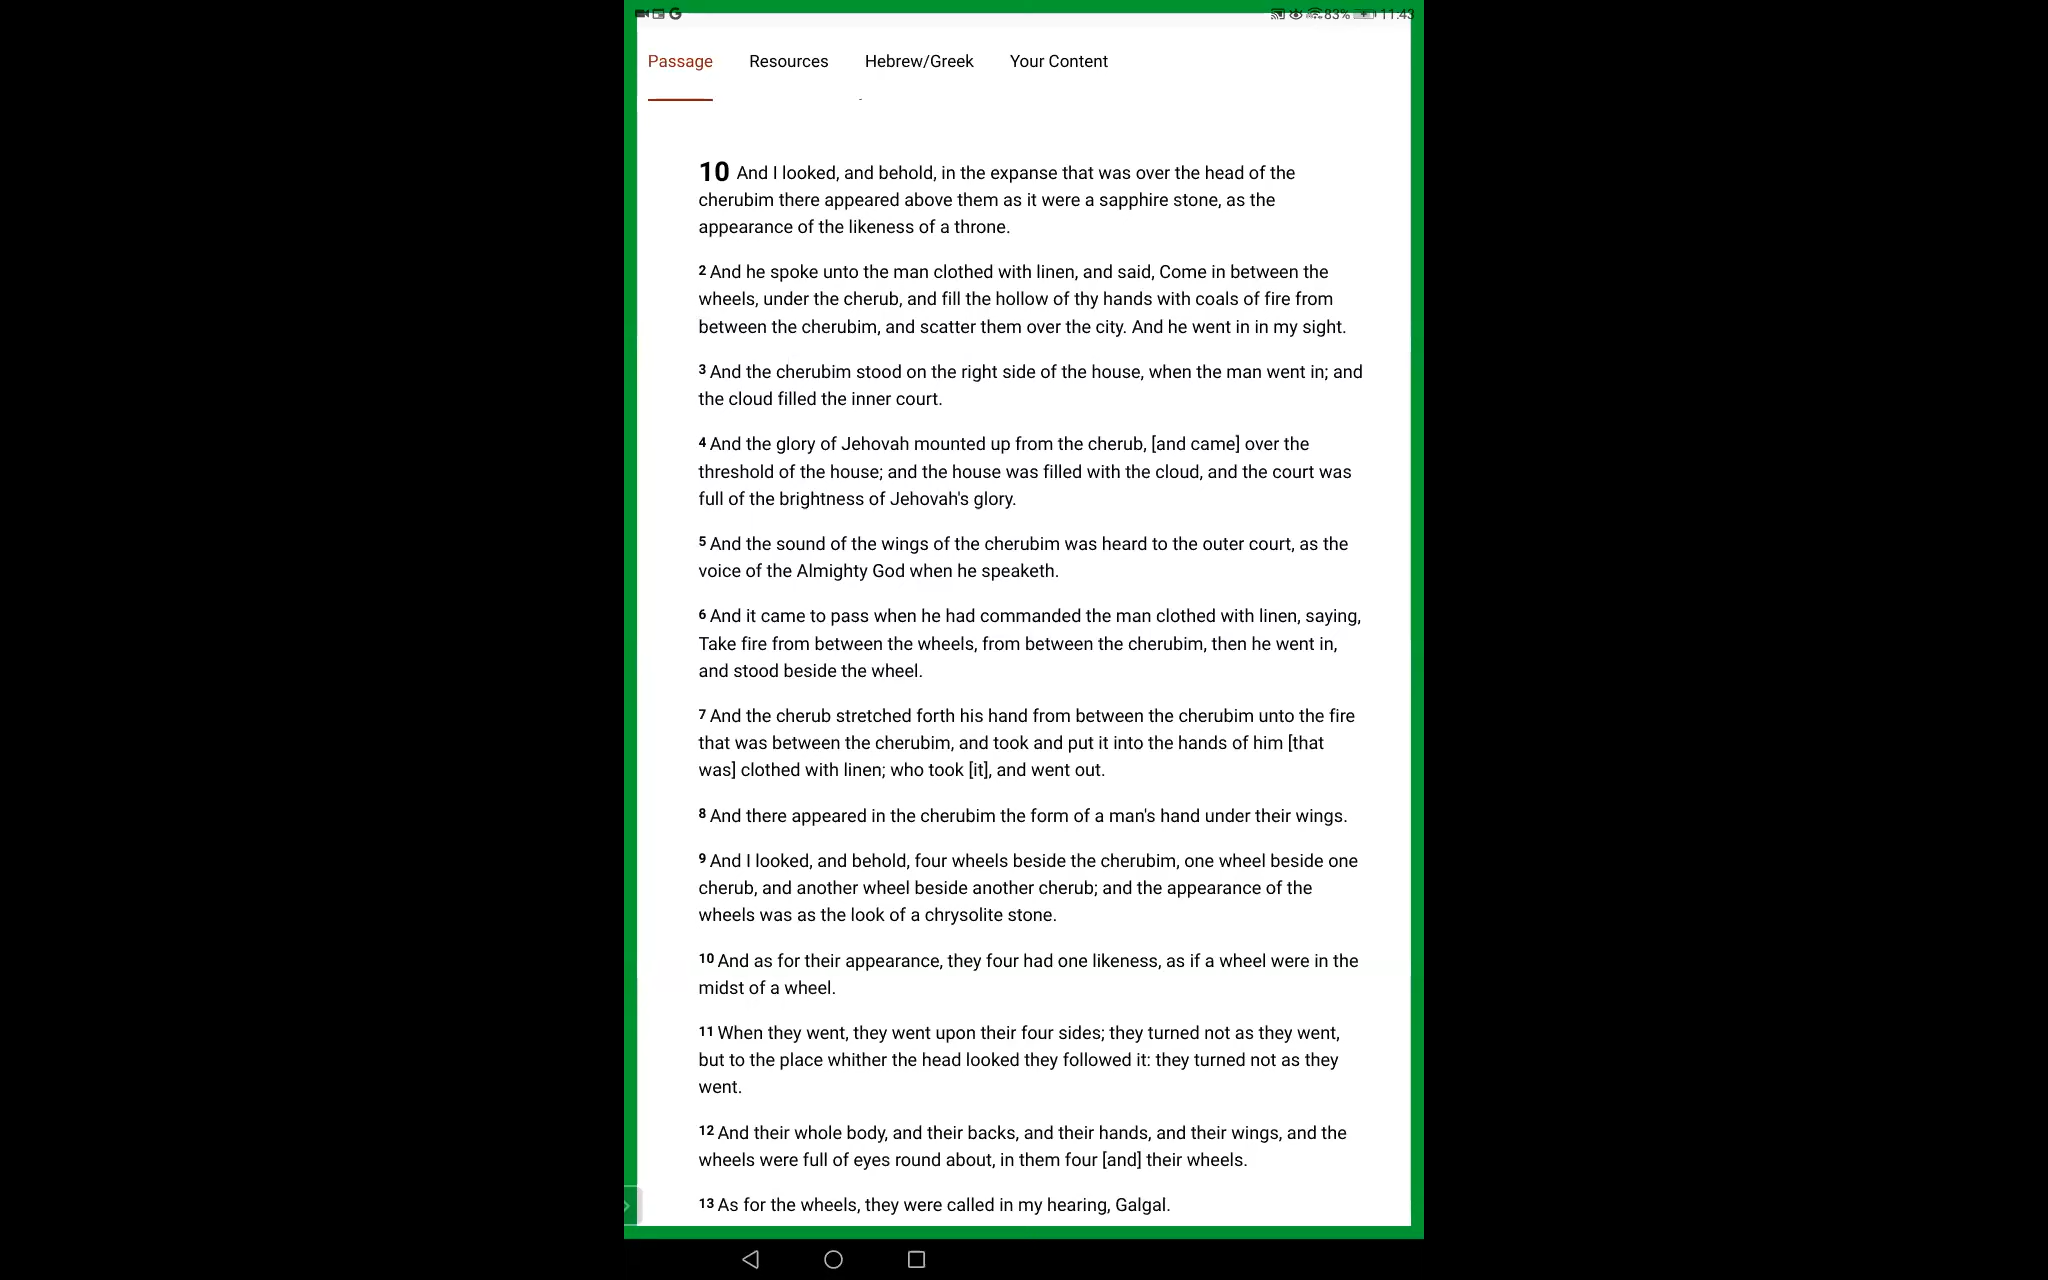 G 83% 11:43
Passage Resources Hebrew/Greek Your Content
10 And I looked, and behold, in the expanse that was over the head of the
cherubim there appeared above them as it were a sapphire stone, as the
appearance of the likeness of a throne.
2 And he spoke unto the man clothed with linen, and said, Come in between the
wheels, under the cherub, and fill the hollow of thy hands with coals of fire from
between the cherubim, and scatter them over the city. And he went in in my sight.
3 And the cherubim stood on the right side of the house, when the man went in; and
the cloud filled the inner court.
4 And the glory of Jehovah mounted up from the cherub, [and came] over the
threshold of the house; and the house was filled with the cloud, and the court was
full of the brightness of Jehovah's glory.
5 And the sound of the wings of the cherubim was heard to the outer court, as the
voice of the Almighty God when he speaketh.
6 And it came to pass when he had commanded the man clothed with linen, saying,
Take fire from between the wheels, from between the cherubim, then he went in,
and stood beside the wheel.
7 And the cherub stretched forth his hand from between the cherubim unto the fire
that was between the cherubim, and took and put it into the hands of him [that
was] clothed with linen; who took [it], and went out.
8 And there appeared in the cherubim the form of a man's hand under their wings.
9 And I looked, and behold, four wheels beside the cherubim, one wheel beside one
cherub, and another wheel beside another cherub; and the appearance of the
wheels was as the look of a chrysolite stone.
10 And as for their appearance, they four had one likeness, as if a wheel were in the
midst of a wheel.
11 When they went, they went upon their four sides; they turned not as they went,
but to the place whither the head looked they followed it: they turned not as they
went.
12 And their whole body, and their backs, and their hands, and their wings, and the
wheels were full of eyes round about, in them four [and] their wheels.
13 As for the wheels, they were called in my hearing, Galgal.